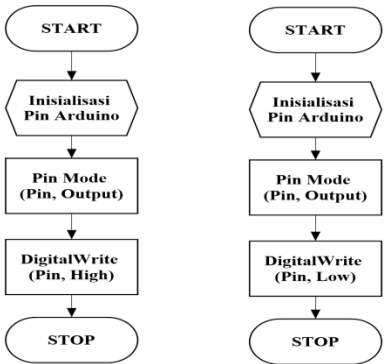 START
Inisialisasi
Pin Arduino
Pin Mode
(Pin, Output)
DigitalWrite
(Pin, High)
STOP
START
Inisialisasi
Pin Arduino
Pin Mode
(Pin, Output)
DigitalWrite
(Pin, Low)
STOP